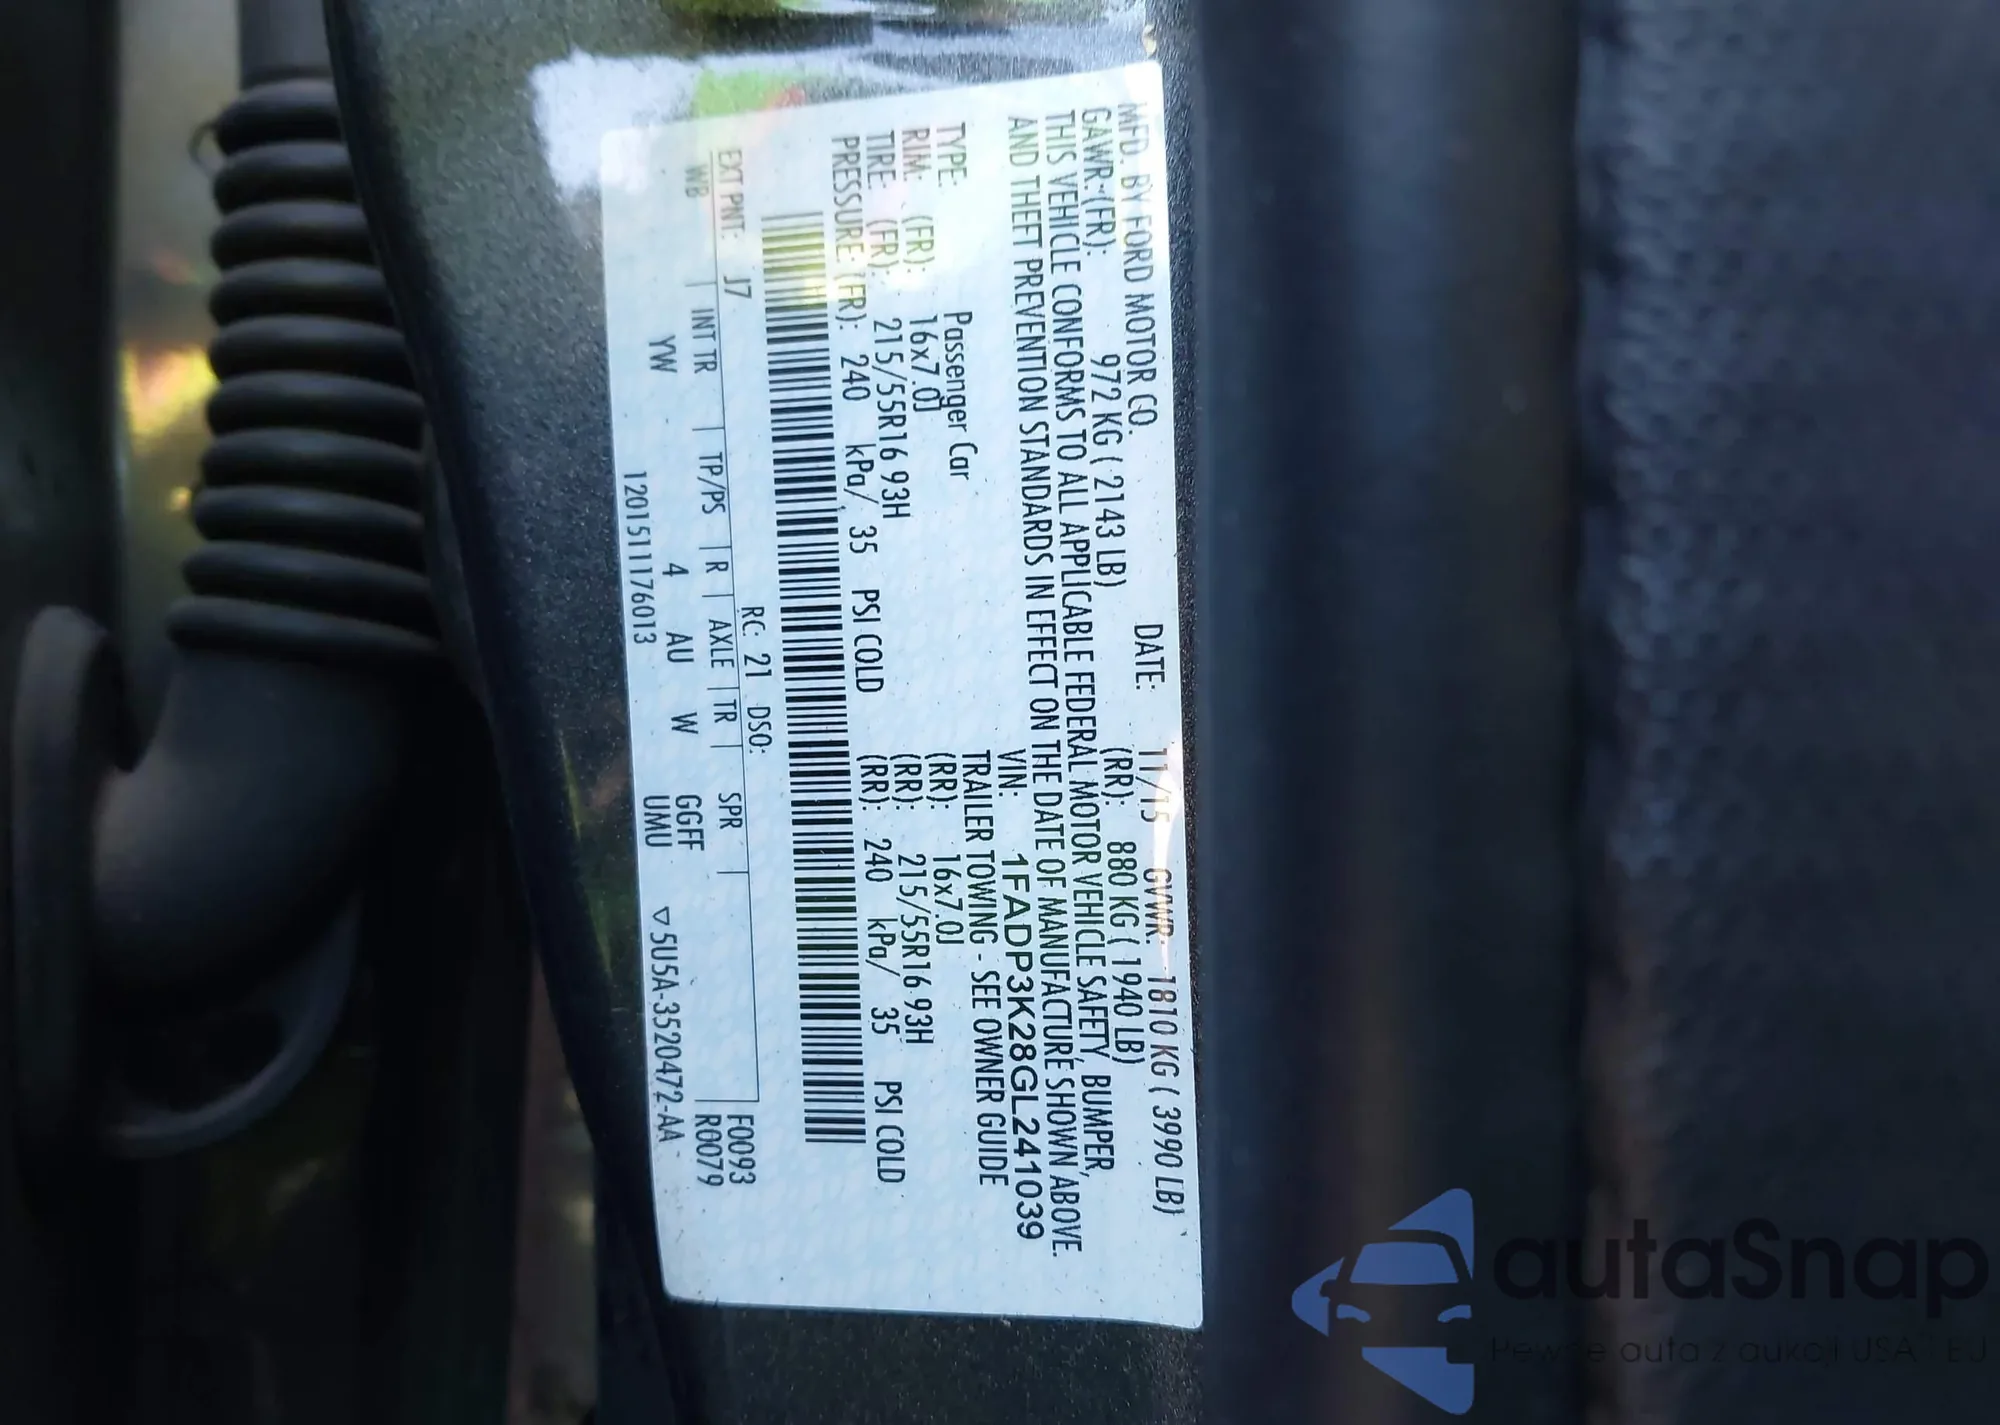 MFD. BY FORD MOTOR CO. DATE: 11/15 GVWR: 1810 KG ( 3990 LB)
GAWR:(FR): 972 KG ( 2143 LB) (RR): 880 KG ( 1940 LB)
THIS VEHICLE CONFORMS TO ALL APPLICABLE FEDERAL MOTOR VEHICLE SAFETY, BUMPER,
AND THEFT PREVENTION STANDARDS IN EFFECT ON THE DATE OF MANUFACTURE SHOWN ABOVE.
VIN: 1FADP3K28GL241039
TYPE: Passenger Car TRAILER TOWING - SEE OWNER GUIDE
RIM: (FR): 16x7.0J (RR): 16x7.0J
TIRE: (FR): 215/55R16 93H (RR): 215/55R16 93H
PRESSURE: (FR): 240 kPa/ 35 PSI COLD (RR): 240 kPa/ 35 PSI COLD
EXT PNT: J7 RC: 21 DSO: F0093
WB INT TR TP/PS R AXLE TR SPR R0079
YW 4 AU W GGFF
1201511176013 UMU ▽5U5A-3520472-AA
autaSnap
Pewne auta z aukcji USA i EU